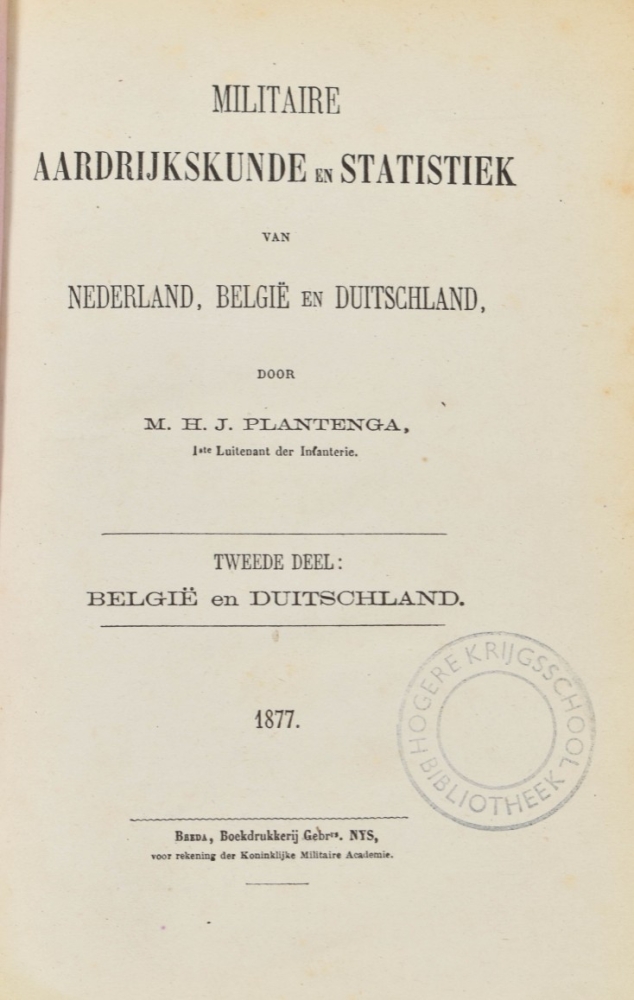 MILITAIRE
AARDRIJKSKUNDE EN STATISTIEK
VAN
NEDERLAND, BELGIË EN DUITSCHLAND,
DOOR
M. H. J. PLANTENGA,
1ste Luitenant der Infanterie.
TWEEDE DEEL:
BELGIË en DUITSCHLAND.
1877.
HOGERE KRIJGSSCHOOL
BIBLIOTHEEK
BREDA, Boekdrukkerij Gebrs. NYS,
voor rekening der Koninklijke Militaire Academie.